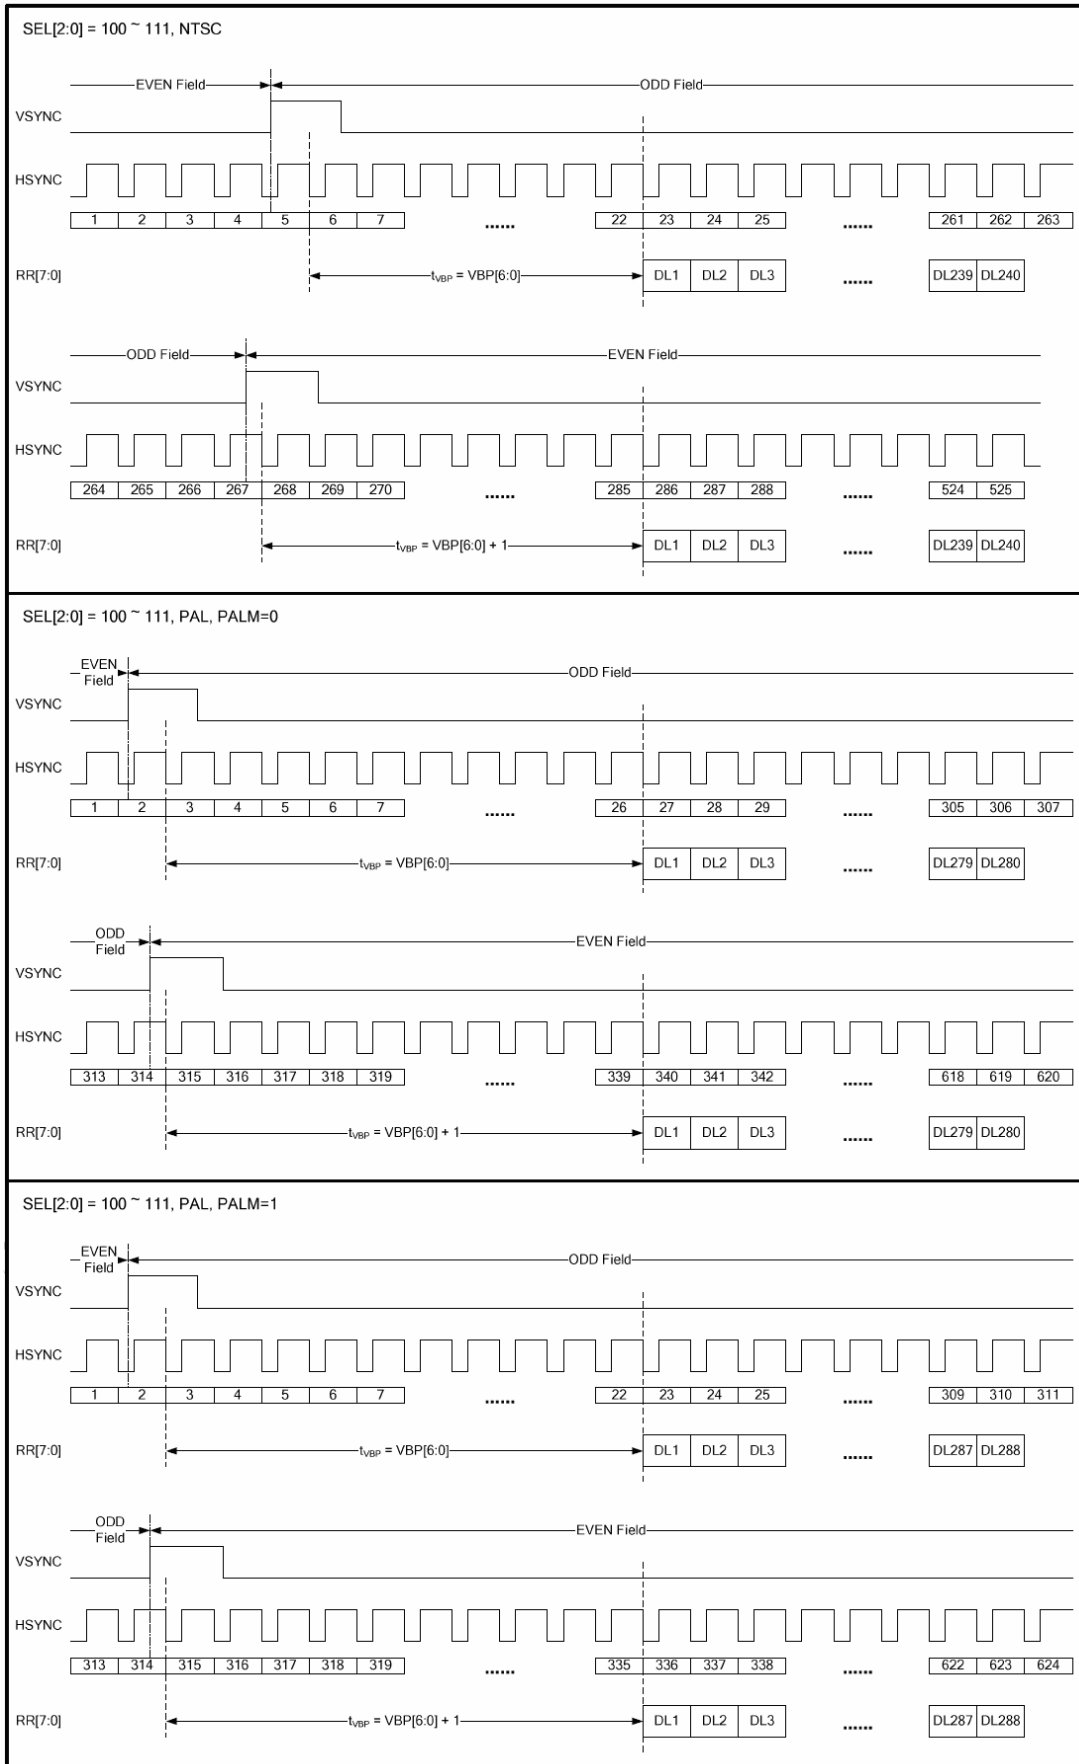 SEL[2:0] = 100 ~ 111, NTSC
EVEN Field ODD Field
VSYNC
HSYNC
1 2 3 4 5 6 7 ...... 22 23 24 25 ...... 261 262 263
RR[7:0] tVBP = VBP[6:0] DL1 DL2 DL3 ...... DL239 DL240
ODD Field EVEN Field
VSYNC
HSYNC
264 265 266 267 268 269 270 ...... 285 286 287 288 ...... 524 525
RR[7:0] tVBP = VBP[6:0] + 1 DL1 DL2 DL3 ...... DL239 DL240
SEL[2:0] = 100 ~ 111, PAL, PALM=0
EVEN Field ODD Field
VSYNC
HSYNC
1 2 3 4 5 6 7 ...... 26 27 28 29 ...... 305 306 307
RR[7:0] tVBP = VBP[6:0] DL1 DL2 DL3 ...... DL279 DL280
ODD Field EVEN Field
VSYNC
HSYNC
313 314 315 316 317 318 319 ...... 339 340 341 342 ...... 618 619 620
RR[7:0] tVBP = VBP[6:0] + 1 DL1 DL2 DL3 ...... DL279 DL280
SEL[2:0] = 100 ~ 111, PAL, PALM=1
EVEN Field ODD Field
VSYNC
HSYNC
1 2 3 4 5 6 7 ...... 22 23 24 25 ...... 309 310 311
RR[7:0] tVBP = VBP[6:0] DL1 DL2 DL3 ...... DL287 DL288
ODD Field EVEN Field
VSYNC
HSYNC
313 314 315 316 317 318 319 ...... 335 336 337 338 ...... 622 623 624
RR[7:0] tVBP = VBP[6:0] + 1 DL1 DL2 DL3 ...... DL287 DL288